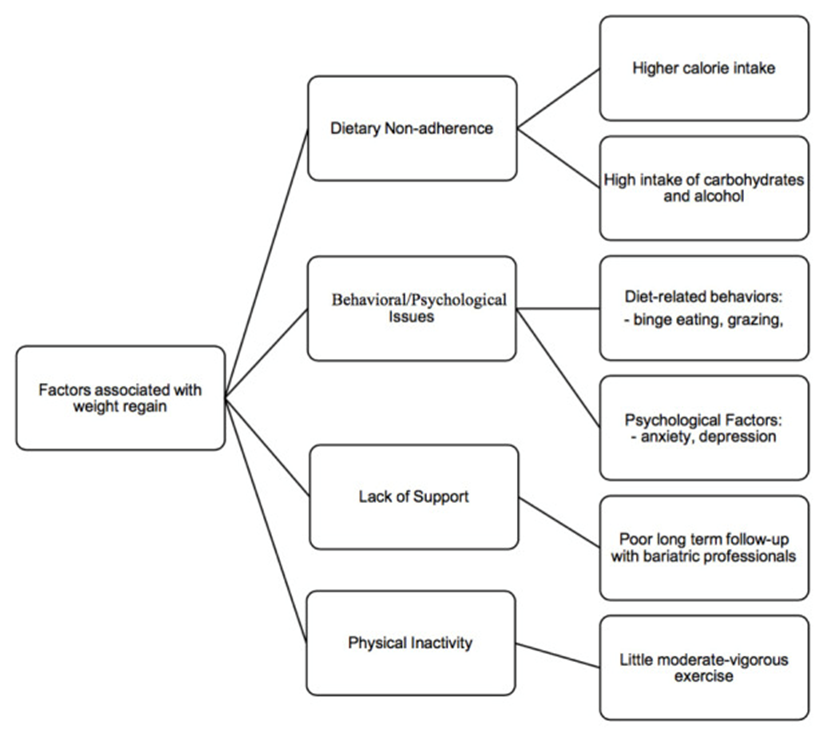 Factors associated with
weight regain
Dietary Non-adherence
Behavioral/Psychological
Issues
Lack of Support
Physical Inactivity
Higher calorie intake
High intake of carbohydrates
and alcohol
Diet-related behaviors:
- binge eating, grazing,
Psychological Factors:
- anxiety, depression
Poor long term follow-up
with bariatric professionals
Little moderate-vigorous
exercise